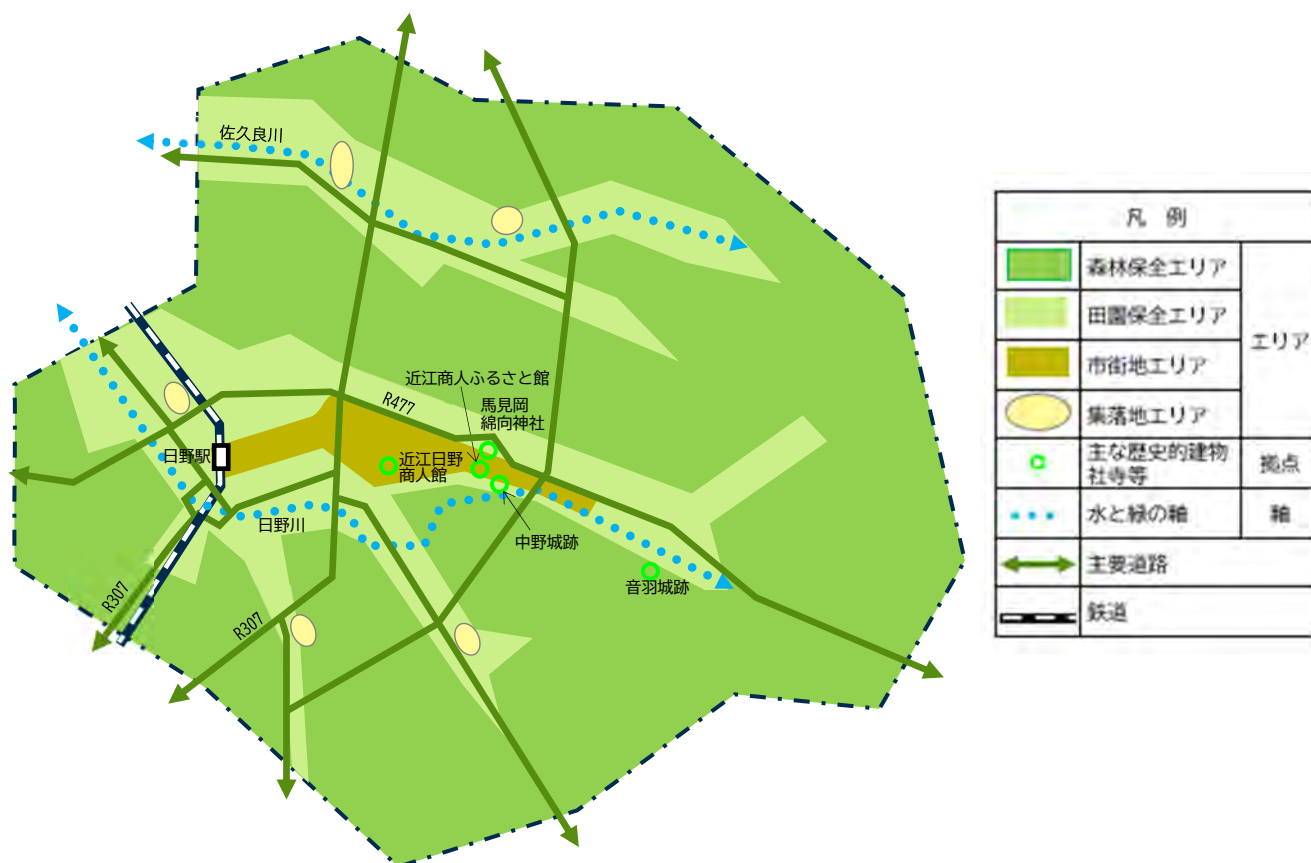 佐久良川
近江商人ふるさと館
馬見岡
綿向神社
R477
日野駅
近江日野
商人館
日野川
中野城跡
音羽城跡
R307
R307
凡 例
森林保全エリア
田園保全エリア
市街地エリア
集落地エリア
エリア
主な歴史的建物
社寺等
拠点
水と緑の軸
軸
主要道路
鉄道